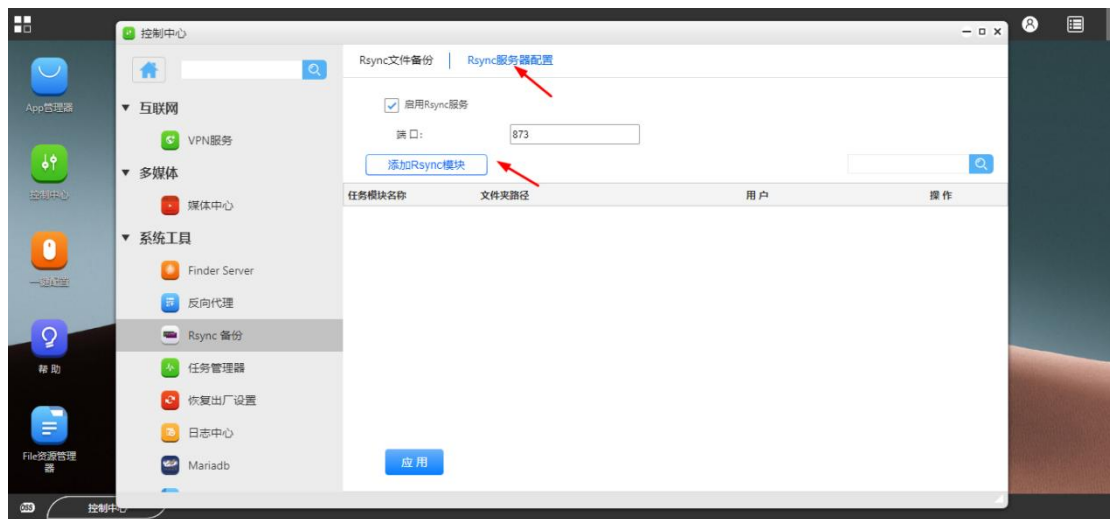 控制中心
App管理器
控制中心
一键配置
帮 助
File资源管理
器
互联网
VPN服务
多媒体
媒体中心
系统工具
Finder Server
反向代理
Rsync 备份
任务管理器
恢复出厂设置
日志中心
Mariadb
Rsync文件备份
Rsync服务器配置
启用Rsync服务
端 口:
873
添加Rsync模块
任务模块名称
文件夹路径
用 户
操 作
应 用
控制中心